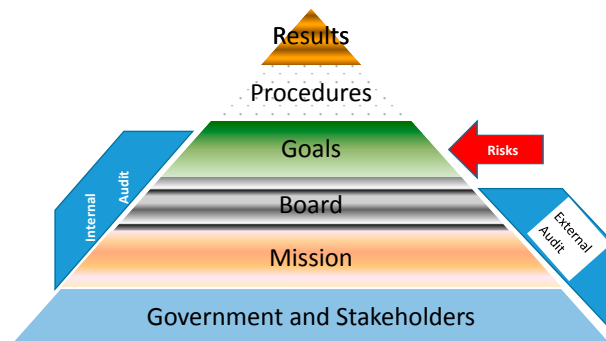 Results
Procedures
Goals
Risks
Internal
Audit
Board
External
Audit
Mission
Government and Stakeholders